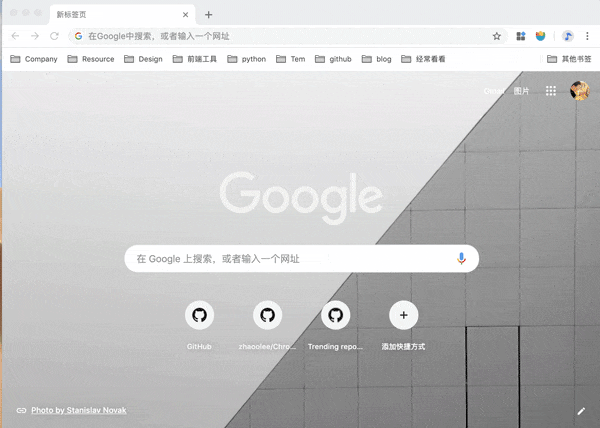 新标签页
在Google中搜索，或者输入一个网址
Company Resource Design 前端工具 python Tem github blog 经常看看 其他书签
Gmail 图片
Google
在 Google 上搜索，或者输入一个网址
GitHub zhaoolee/Chro... Trending repo... 添加快捷方式
Photo by Stanislav Novak